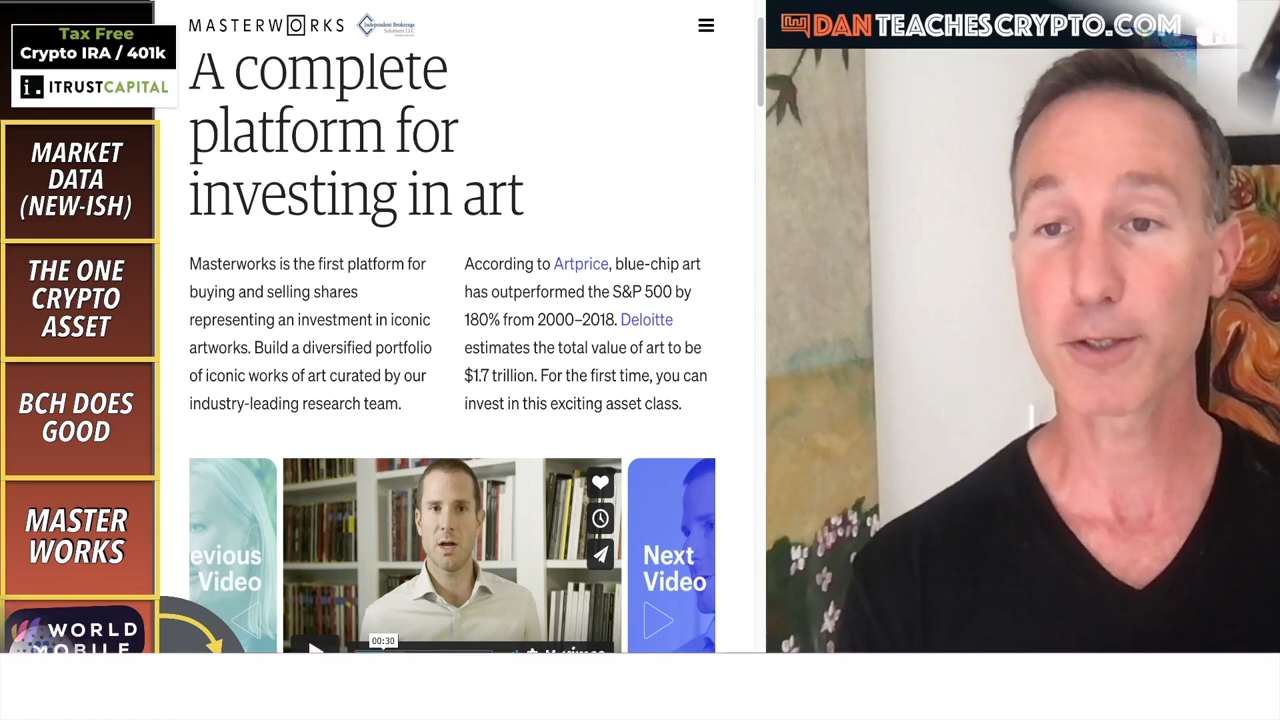 Tax Free
Crypto IRA / 401k
i. ITRUSTCAPITAL
MARKET
DATA
(NEW-ISH)
THE ONE
CRYPTO
ASSET
BCH DOES
GOOD
MASTER
WORKS
WORLD
MOBILE
MASTERWORKS
Independent Brokerage
Solutions LLC
A complete
platform for
investing in art
Masterworks is the first platform for
buying and selling shares
representing an investment in iconic
artworks. Build a diversified portfolio
of iconic works of art curated by our
industry-leading research team.
According to Artprice, blue-chip art
has outperformed the S&P 500 by
180% from 2000–2018. Deloitte
estimates the total value of art to be
$1.7 trillion. For the first time, you can
invest in this exciting asset class.
evious
Video
00:30
Next
Video
DANTEACHESCRYPTO.COM